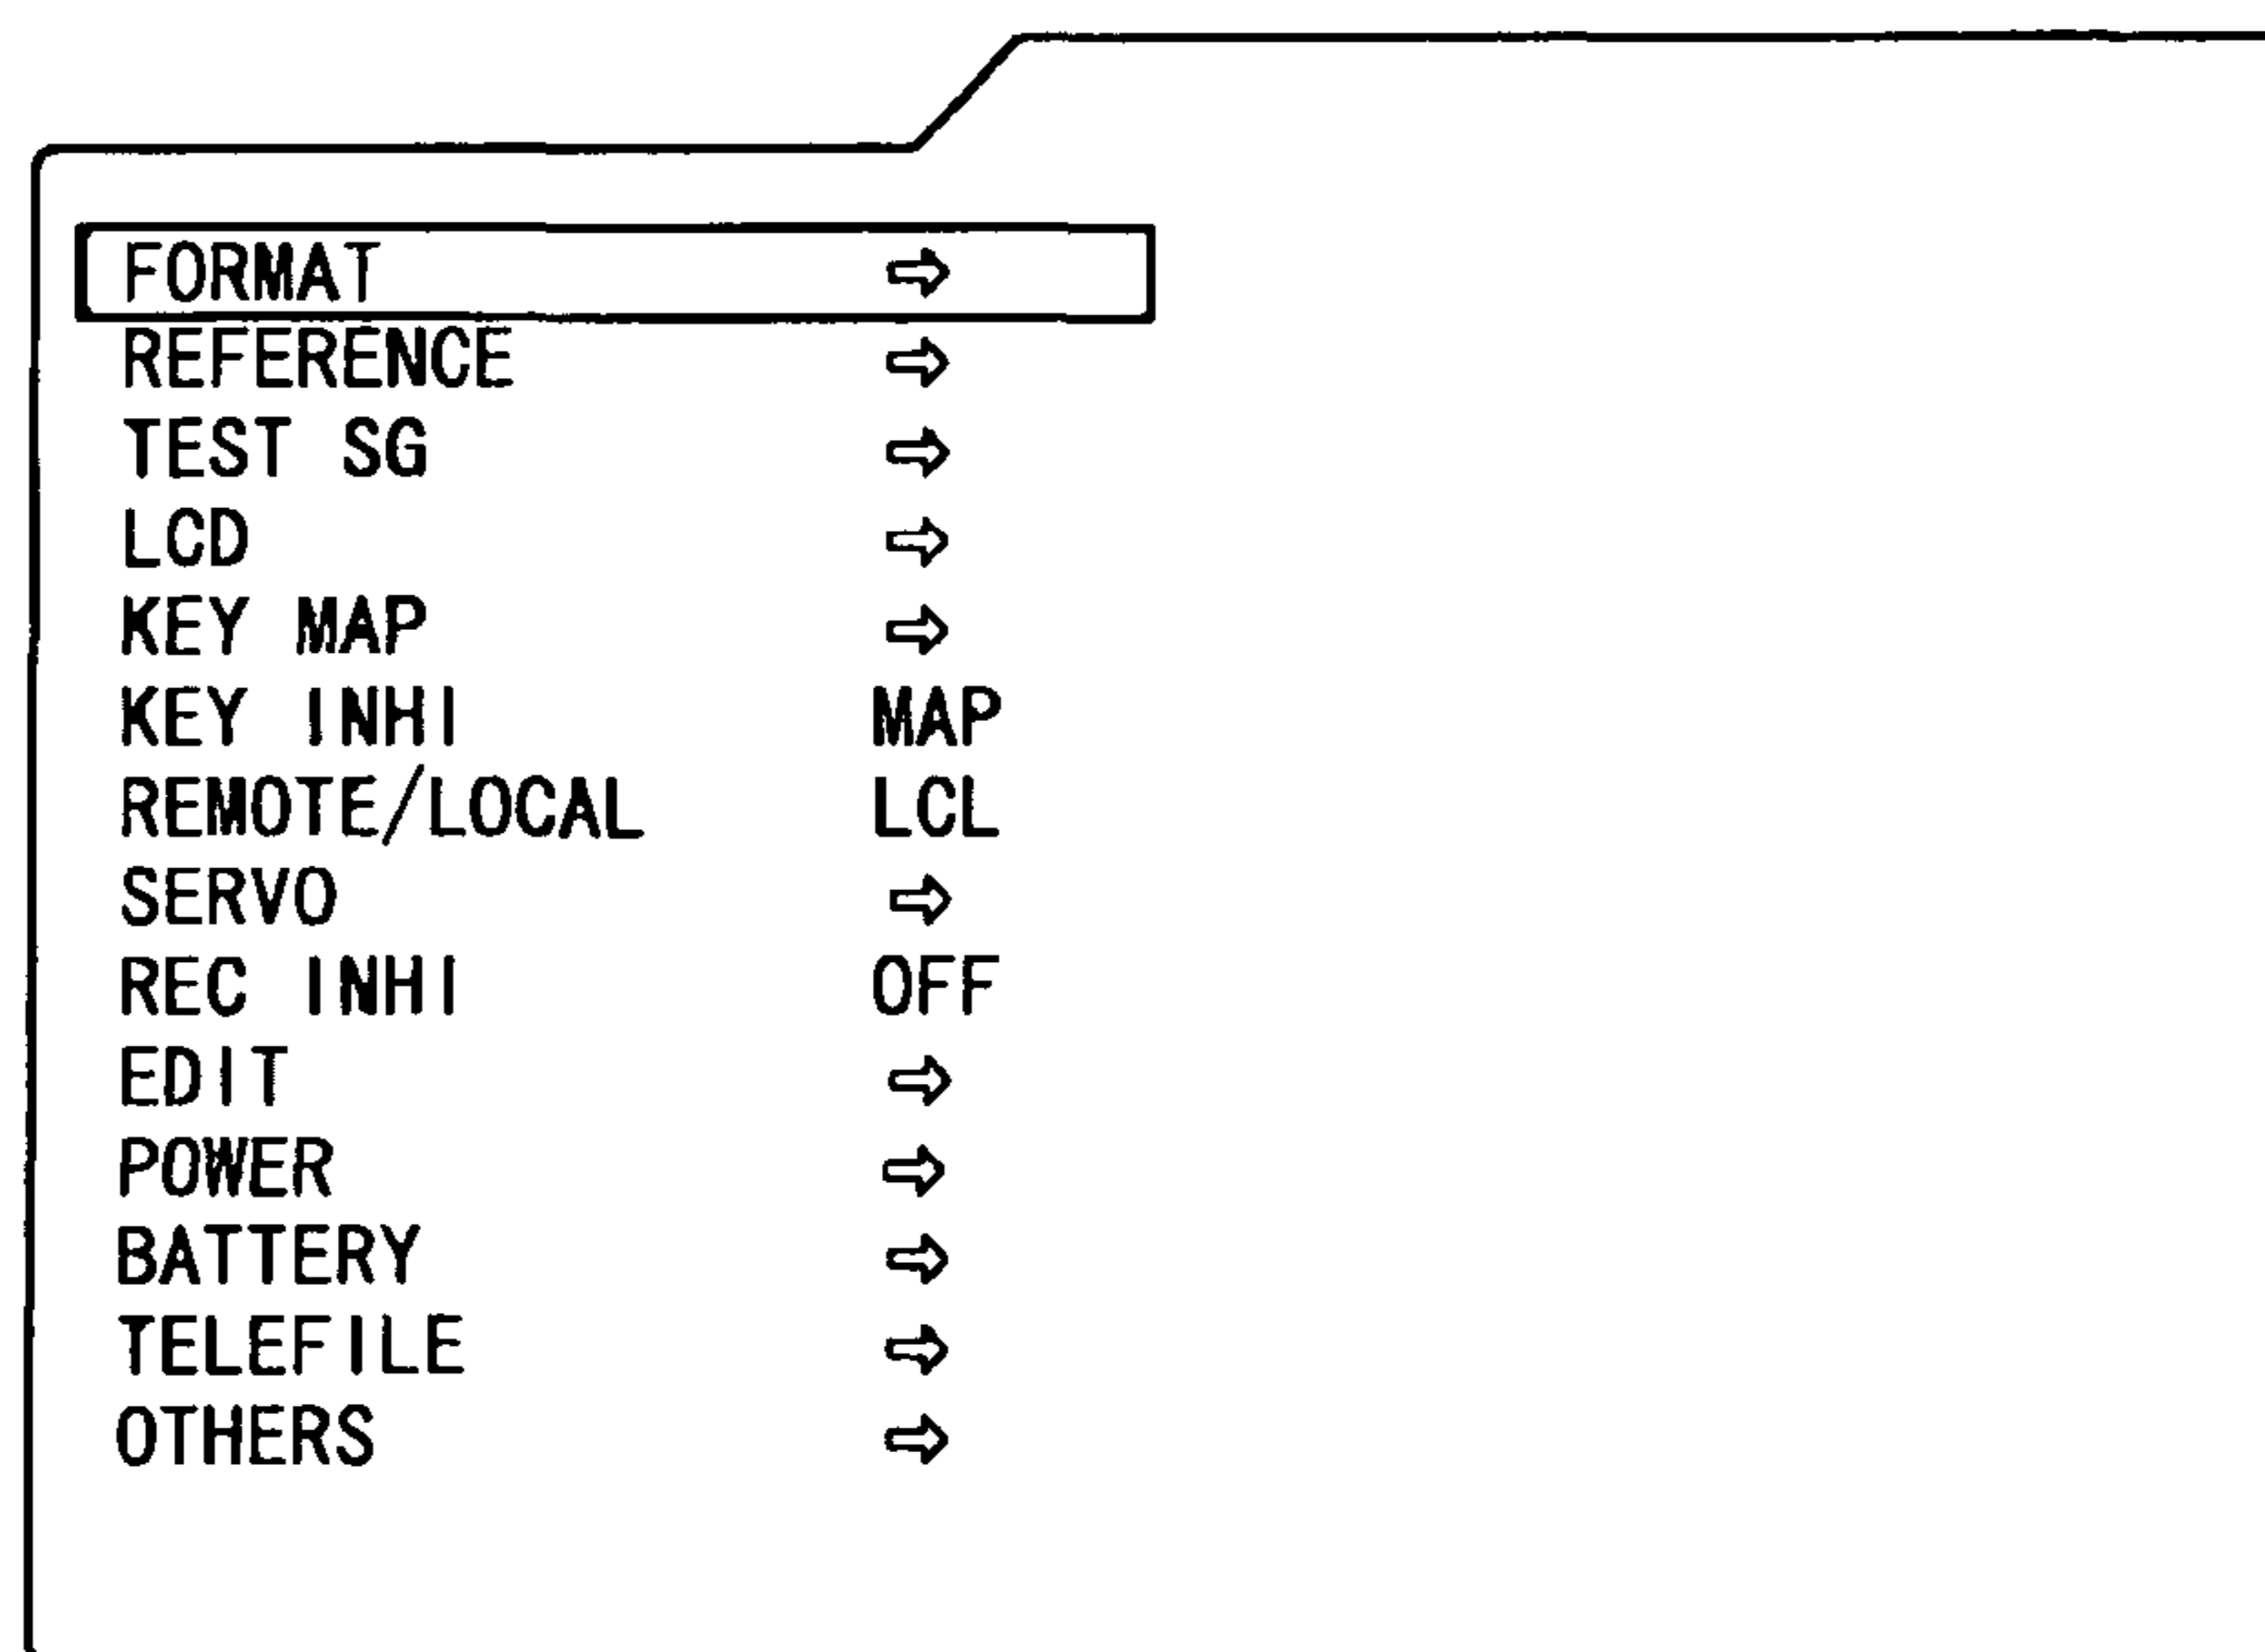 FORMAT ⇨
REFERENCE ⇨
TEST SG ⇨
LCD ⇨
KEY MAP ⇨
KEY INHI MAP
REMOTE/LOCAL LCL
SERVO ⇨
REC INHI OFF
EDIT ⇨
POWER ⇨
BATTERY ⇨
TELEFILE ⇨
OTHERS ⇨